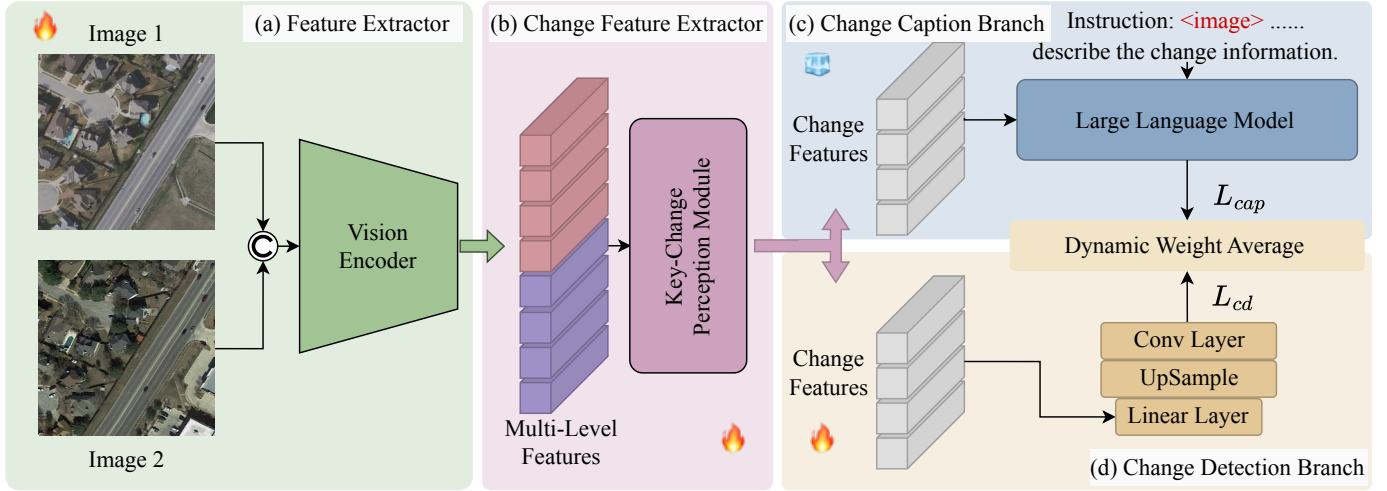 (a) Feature Extractor
Image 1
C
Vision
Encoder
Image 2
(b) Change Feature Extractor
Key-Change
Perception Module
Multi-Level
Features
(c) Change Caption Branch
Instruction: <image> ......
describe the change information.
Change
Features
Large Language Model
L_cap
Dynamic Weight Average
L_cd
Change
Features
Conv Layer
UpSample
Linear Layer
(d) Change Detection Branch